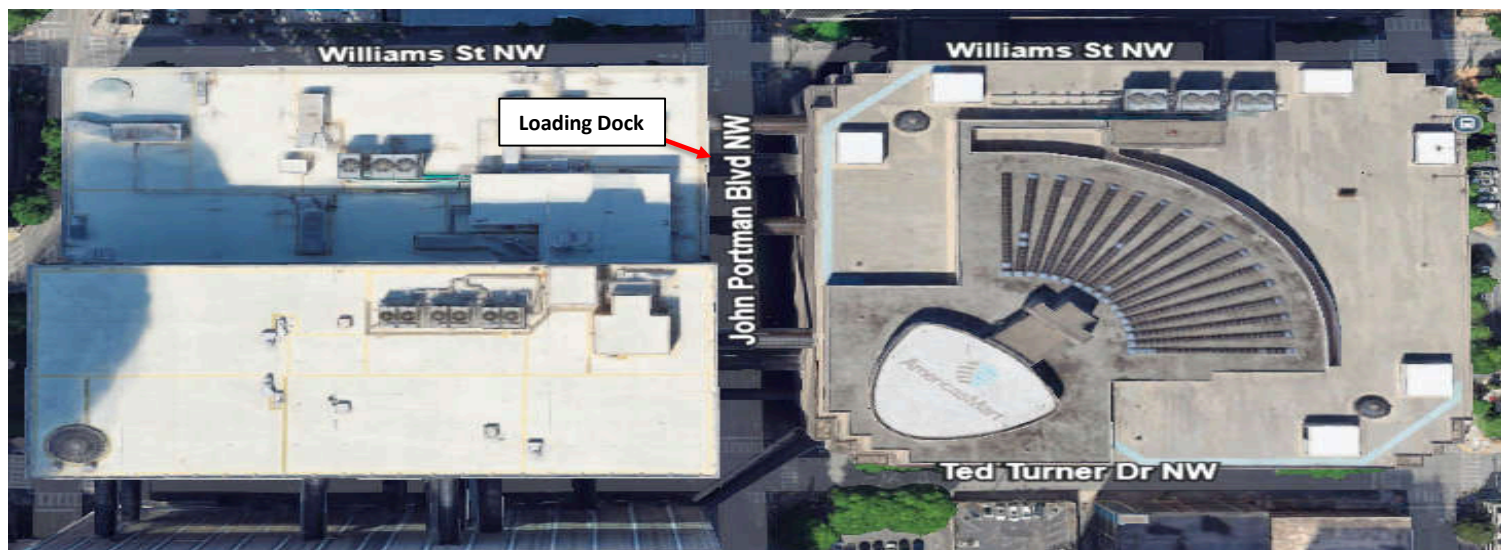 Williams St NW
Williams St NW
Loading Dock
John Portman Blvd NW
AmericasMart
Ted Turner Dr NW